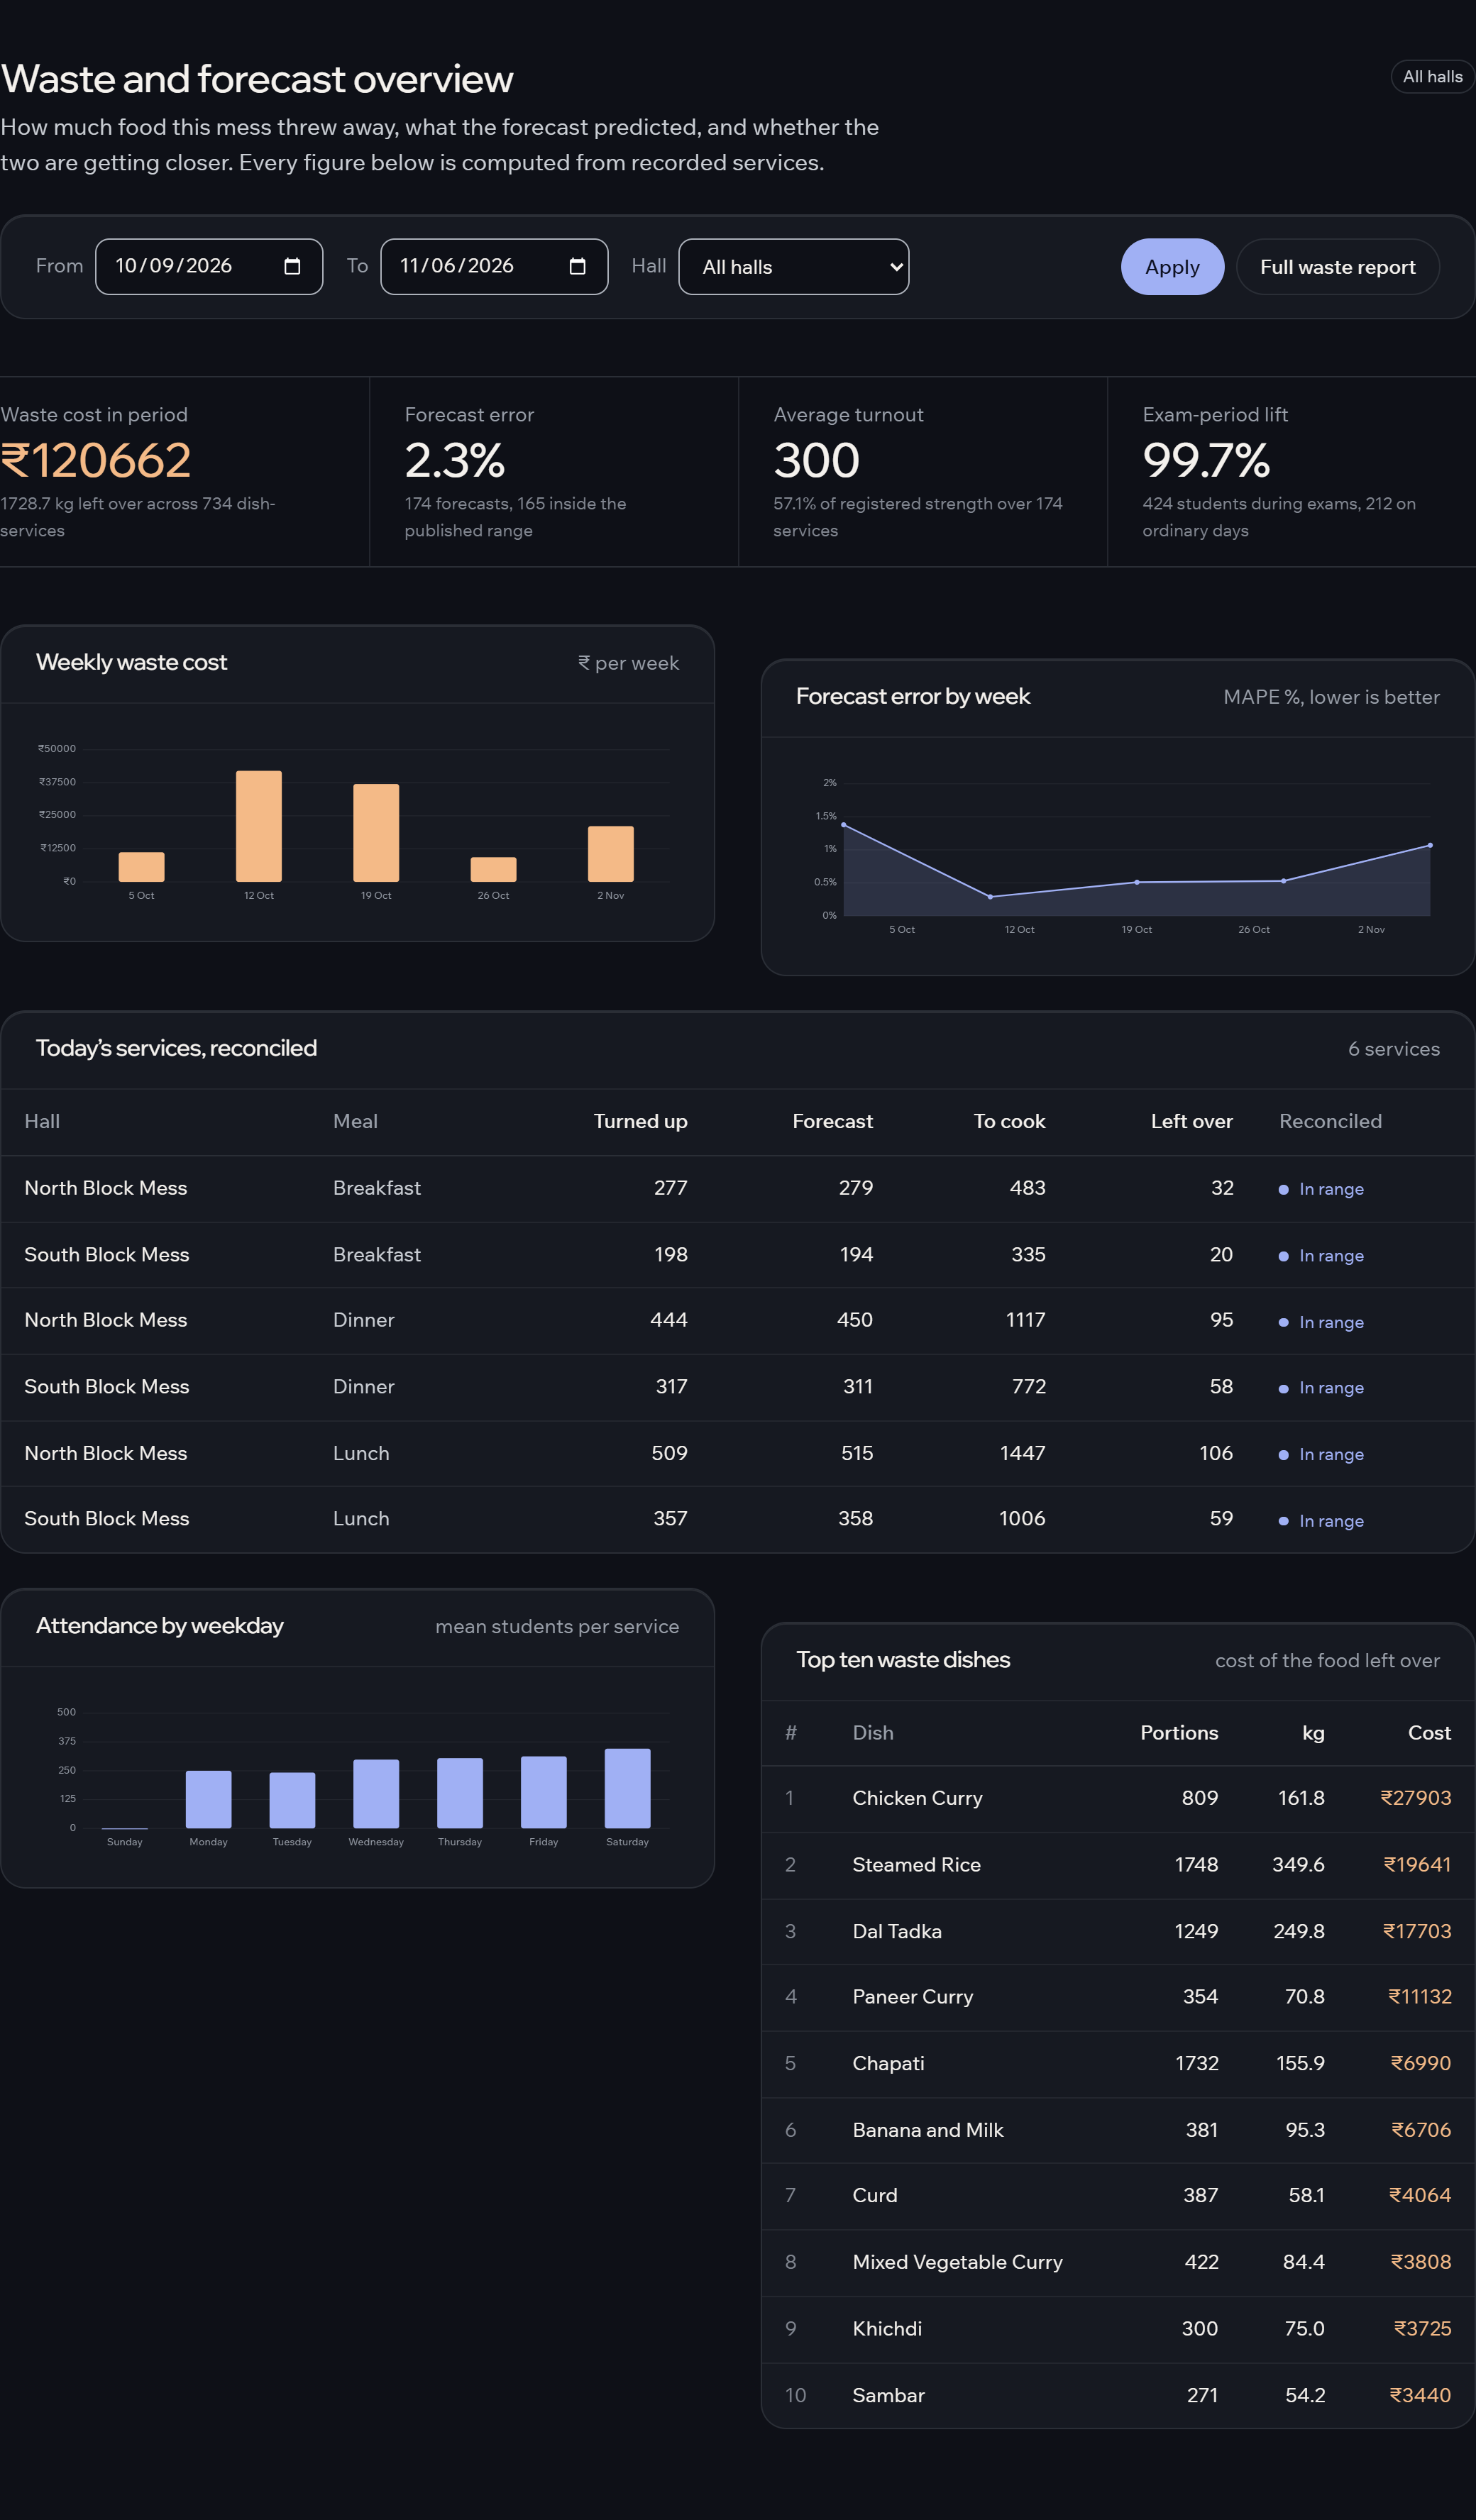 Waste and forecast overview
All halls
How much food this mess threw away, what the forecast predicted, and whether the
two are getting closer. Every figure below is computed from recorded services.
From 10/09/2026 To 11/06/2026 Hall All halls Apply Full waste report
Waste cost in period
₹120662
1728.7 kg left over across 734 dish-
services
Forecast error
2.3%
174 forecasts, 165 inside the
published range
Average turnout
300
57.1% of registered strength over 174
services
Exam-period lift
99.7%
424 students during exams, 212 on
ordinary days
Weekly waste cost ₹ per week
₹50000
₹37500
₹25000
₹12500
₹0
5 Oct 12 Oct 19 Oct 26 Oct 2 Nov
Forecast error by week MAPE %, lower is better
2%
1.5%
1%
0.5%
0%
5 Oct 12 Oct 19 Oct 26 Oct 2 Nov
Today’s services, reconciled 6 services
Hall Meal Turned up Forecast To cook Left over Reconciled
North Block Mess Breakfast 277 279 483 32 In range
South Block Mess Breakfast 198 194 335 20 In range
North Block Mess Dinner 444 450 1117 95 In range
South Block Mess Dinner 317 311 772 58 In range
North Block Mess Lunch 509 515 1447 106 In range
South Block Mess Lunch 357 358 1006 59 In range
Attendance by weekday mean students per service
500
375
250
125
0
Sunday Monday Tuesday Wednesday Thursday Friday Saturday
Top ten waste dishes cost of the food left over
# Dish Portions kg Cost
1 Chicken Curry 809 161.8 ₹27903
2 Steamed Rice 1748 349.6 ₹19641
3 Dal Tadka 1249 249.8 ₹17703
4 Paneer Curry 354 70.8 ₹11132
5 Chapati 1732 155.9 ₹6990
6 Banana and Milk 381 95.3 ₹6706
7 Curd 387 58.1 ₹4064
8 Mixed Vegetable Curry 422 84.4 ₹3808
9 Khichdi 300 75.0 ₹3725
10 Sambar 271 54.2 ₹3440